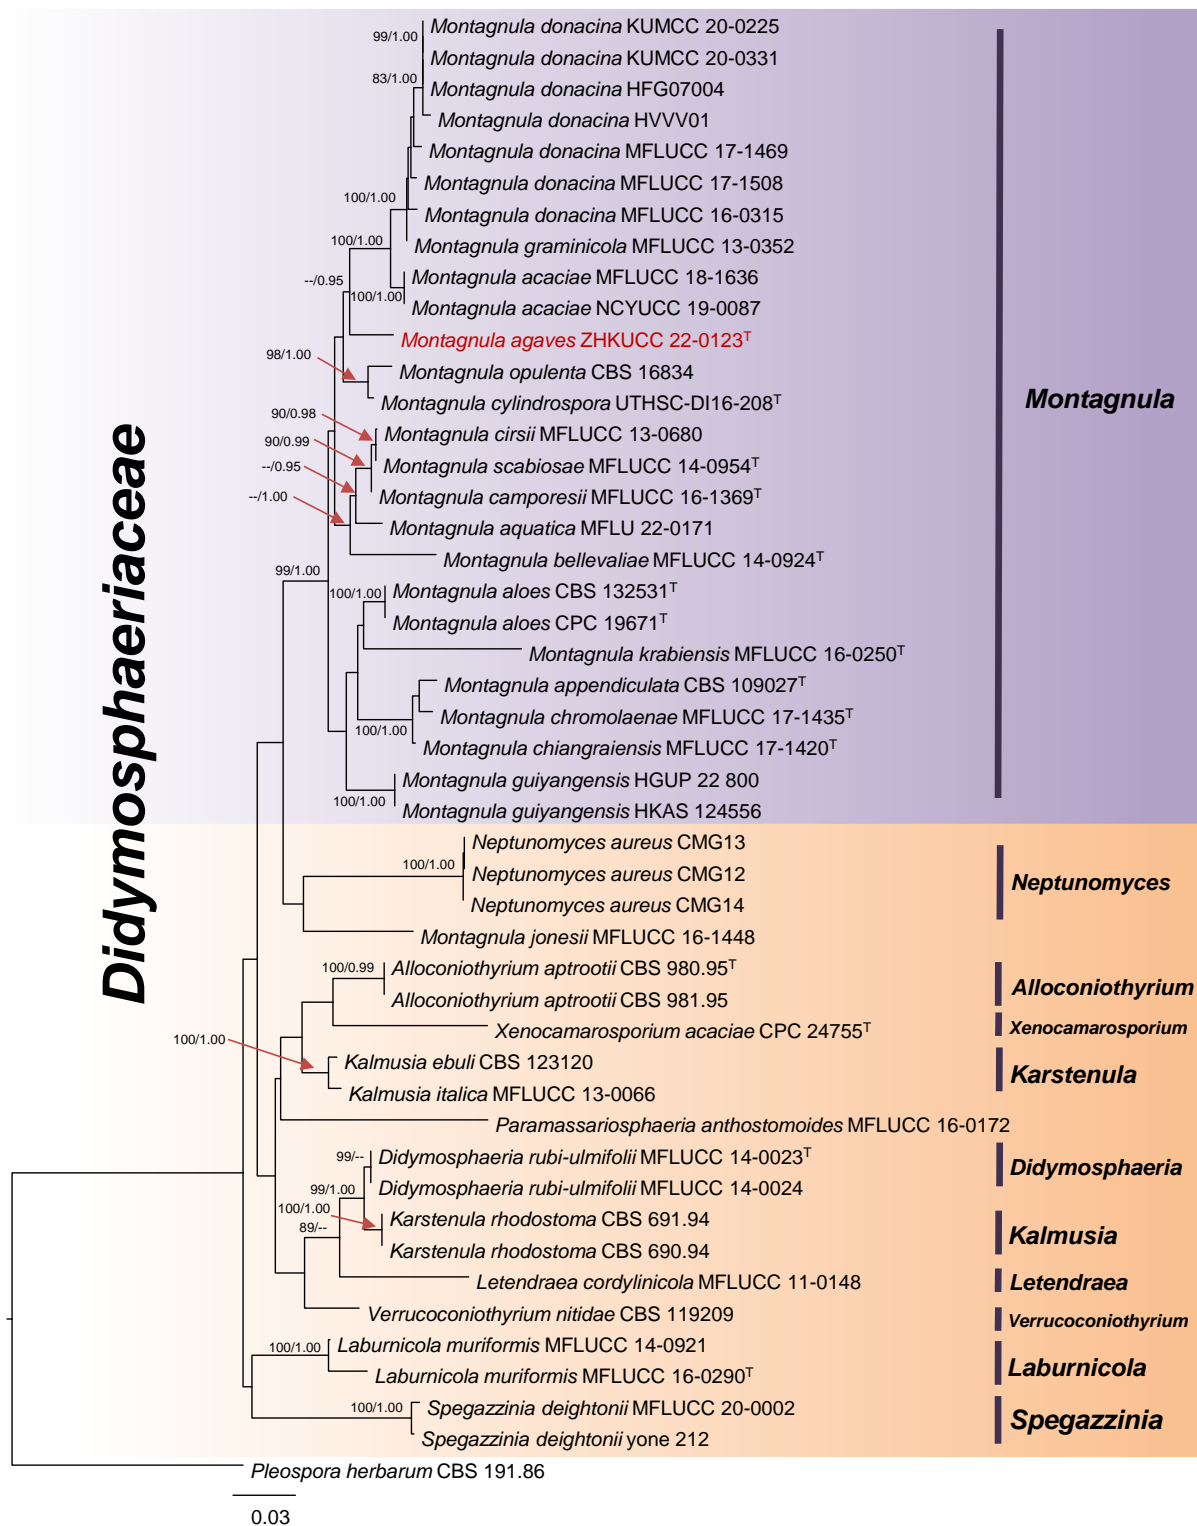 Didymosphaeriaceae
Montagnula donacina KUMCC 20-0225
99/1.00
Montagnula donacina KUMCC 20-0331
83/1.00
Montagnula donacina HFG07004
Montagnula donacina HVVV01
Montagnula donacina MFLUCC 17-1469
Montagnula donacina MFLUCC 17-1508
100/1.00
Montagnula donacina MFLUCC 16-0315
100/1.00
Montagnula graminicola MFLUCC 13-0352
--/0.95
Montagnula acaciae MFLUCC 18-1636
100/1.00
Montagnula acaciae NCYUCC 19-0087
Montagnula agaves ZHKUCC 22-0123T
98/1.00
Montagnula opulenta CBS 16834
Montagnula cylindrospora UTHSC-DI16-208T
Montagnula
90/0.98
Montagnula cirsii MFLUCC 13-0680
90/0.99
Montagnula scabiosae MFLUCC 14-0954T
--/0.95
Montagnula camporesii MFLUCC 16-1369T
--/1.00
Montagnula aquatica MFLU 22-0171
Montagnula bellevaliae MFLUCC 14-0924T
99/1.00
100/1.00
Montagnula aloes CBS 132531T
Montagnula aloes CPC 19671T
Montagnula krabiensis MFLUCC 16-0250T
Montagnula appendiculata CBS 109027T
Montagnula chromolaenae MFLUCC 17-1435T
100/1.00
Montagnula chiangraiensis MFLUCC 17-1420T
Montagnula guiyangensis HGUP 22 800
100/1.00
Montagnula guiyangensis HKAS 124556
Neptunomyces aureus CMG13
100/1.00
Neptunomyces aureus CMG12
Neptunomyces
Neptunomyces aureus CMG14
Montagnula jonesii MFLUCC 16-1448
100/0.99
Alloconiothyrium aptrootii CBS 980.95T
Alloconiothyrium
Alloconiothyrium aptrootii CBS 981.95
Xenocamarosporium acaciae CPC 24755T
Xenocamarosporium
100/1.00
Kalmusia ebuli CBS 123120
Karstenula
Kalmusia italica MFLUCC 13-0066
Paramassariosphaeria anthostomoides MFLUCC 16-0172
99/--
Didymosphaeria rubi-ulmifolii MFLUCC 14-0023T
Didymosphaeria
99/1.00
Didymosphaeria rubi-ulmifolii MFLUCC 14-0024
100/1.00
Karstenula rhodostoma CBS 691.94
89/--
Kalmusia
Karstenula rhodostoma CBS 690.94
Letendraea cordylinicola MFLUCC 11-0148
Letendraea
Verrucoconiothyrium nitidae CBS 119209
Verrucoconiothyrium
100/1.00
Laburnicola muriformis MFLUCC 14-0921
Laburnicola
Laburnicola muriformis MFLUCC 16-0290T
100/1.00
Spegazzinia deightonii MFLUCC 20-0002
Spegazzinia
Spegazzinia deightonii yone 212
Pleospora herbarum CBS 191.86
0.03